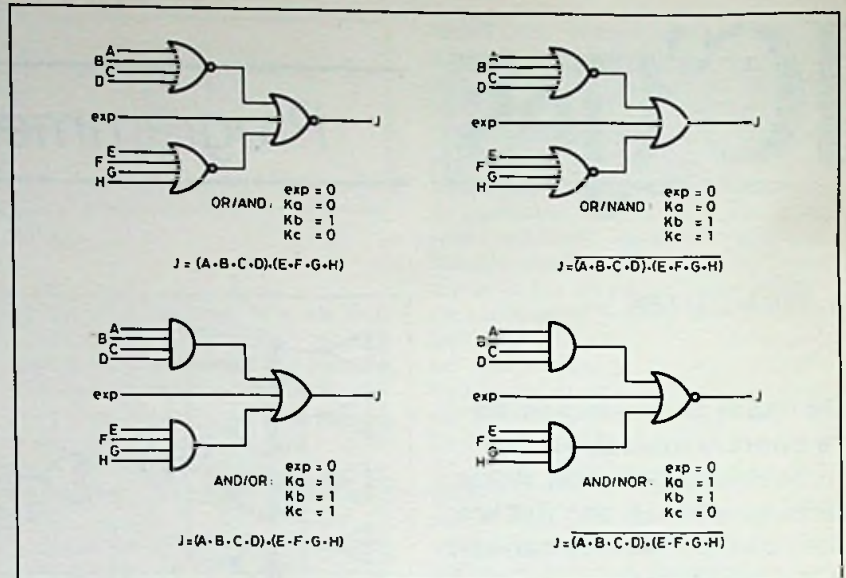 A
B
C
D
exp
E
F
G
H
J
OR/AND: exp = 0
Ka = 0
Kb = 1
Kc = 0
J = (A+B+C+D)·(E+F+G+H)
A
B
C
D
exp
E
F
G
H
J
OR/NAND exp = 0
Ka = 0
Kb = 1
Kc = 1
J = (A+B+C+D)·(E+F+G+H)
A
B
C
D
exp
E
F
G
H
J
AND/OR: exp = 0
Ka = 1
Kb = 1
Kc = 1
J = (A·B·C·D)+(E·F·G·H)
A
B
C
D
exp
E
F
G
H
J
AND/NOR: exp = 0
Ka = 1
Kb = 1
Kc = 0
J = (A·B·C·D)+(E·F·G·H)